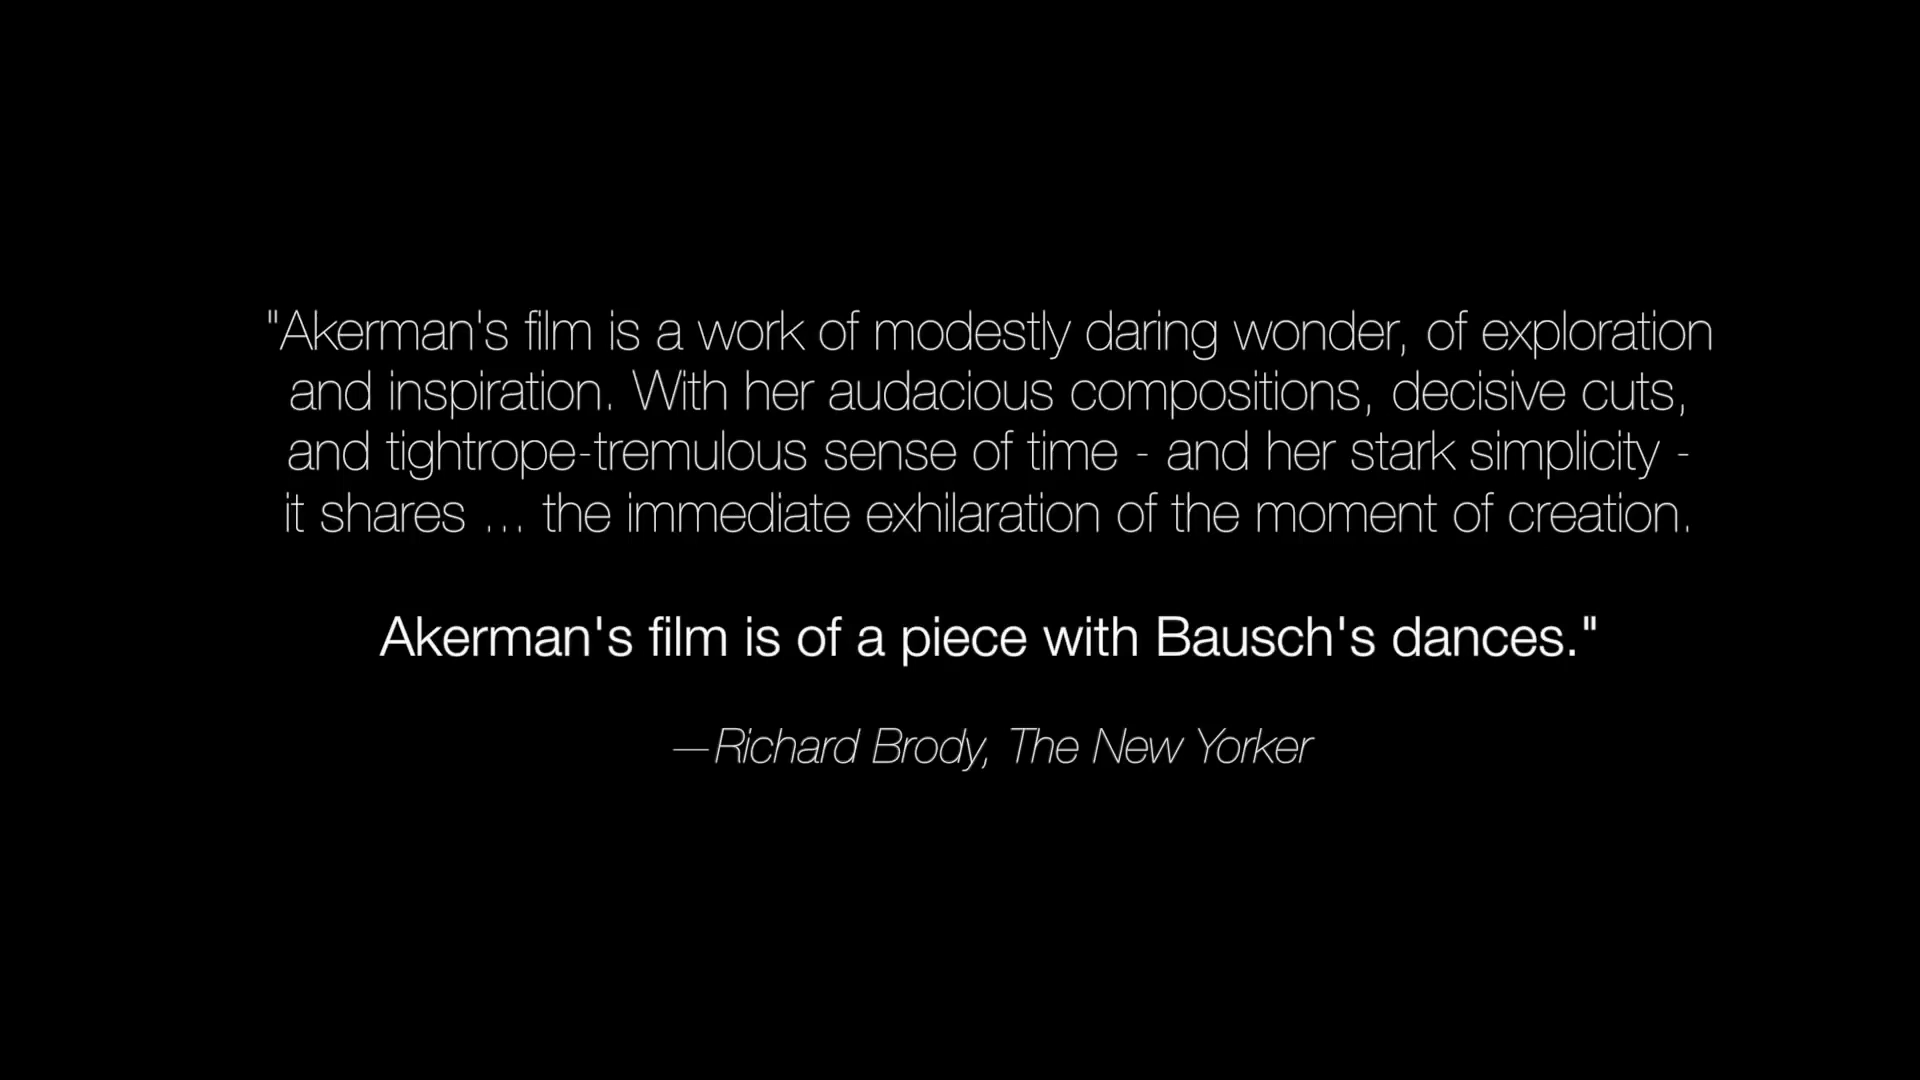 "Akerman's film is a work of modestly daring wonder, of exploration
and inspiration. With her audacious compositions, decisive cuts,
and tightrope-tremulous sense of time - and her stark simplicity -
it shares ... the immediate exhilaration of the moment of creation.
Akerman's film is of a piece with Bausch's dances."
—Richard Brody, The New Yorker